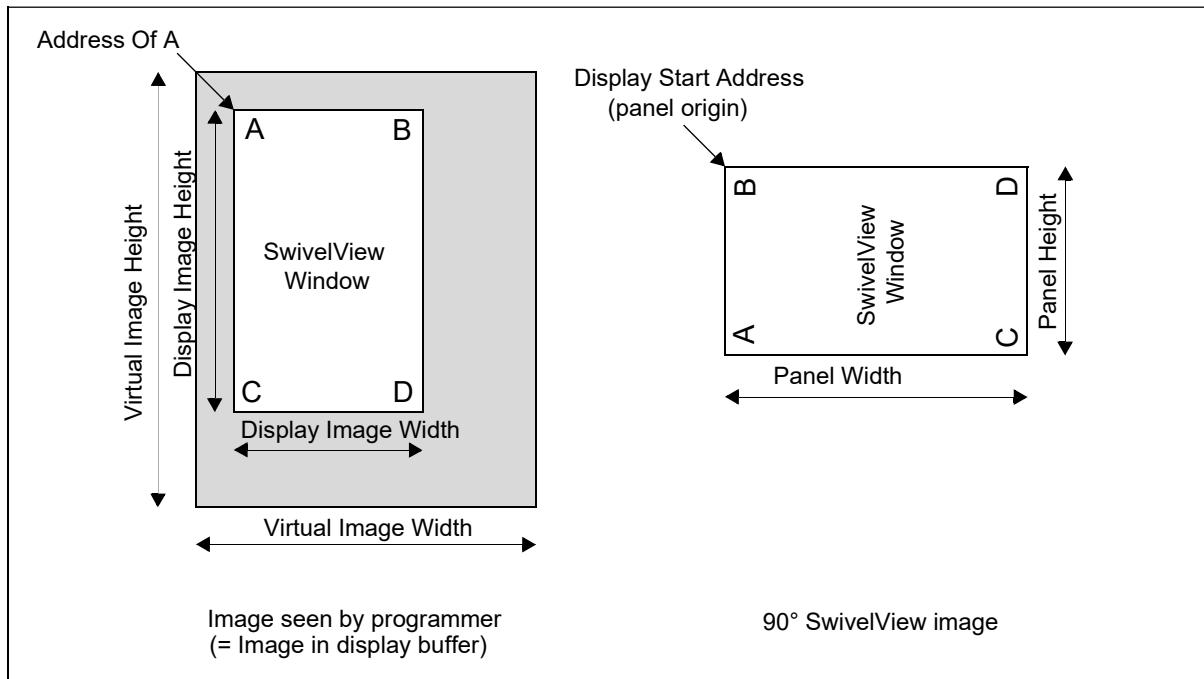 Address Of A
Virtual Image Height
Display Image Height
A
B
SwivelView
Window
C
D
Display Image Width
Virtual Image Width
Image seen by programmer
(= Image in display buffer)
Display Start Address
(panel origin)
B
D
SwivelView
Window
A
C
Panel Height
Panel Width
90° SwivelView image